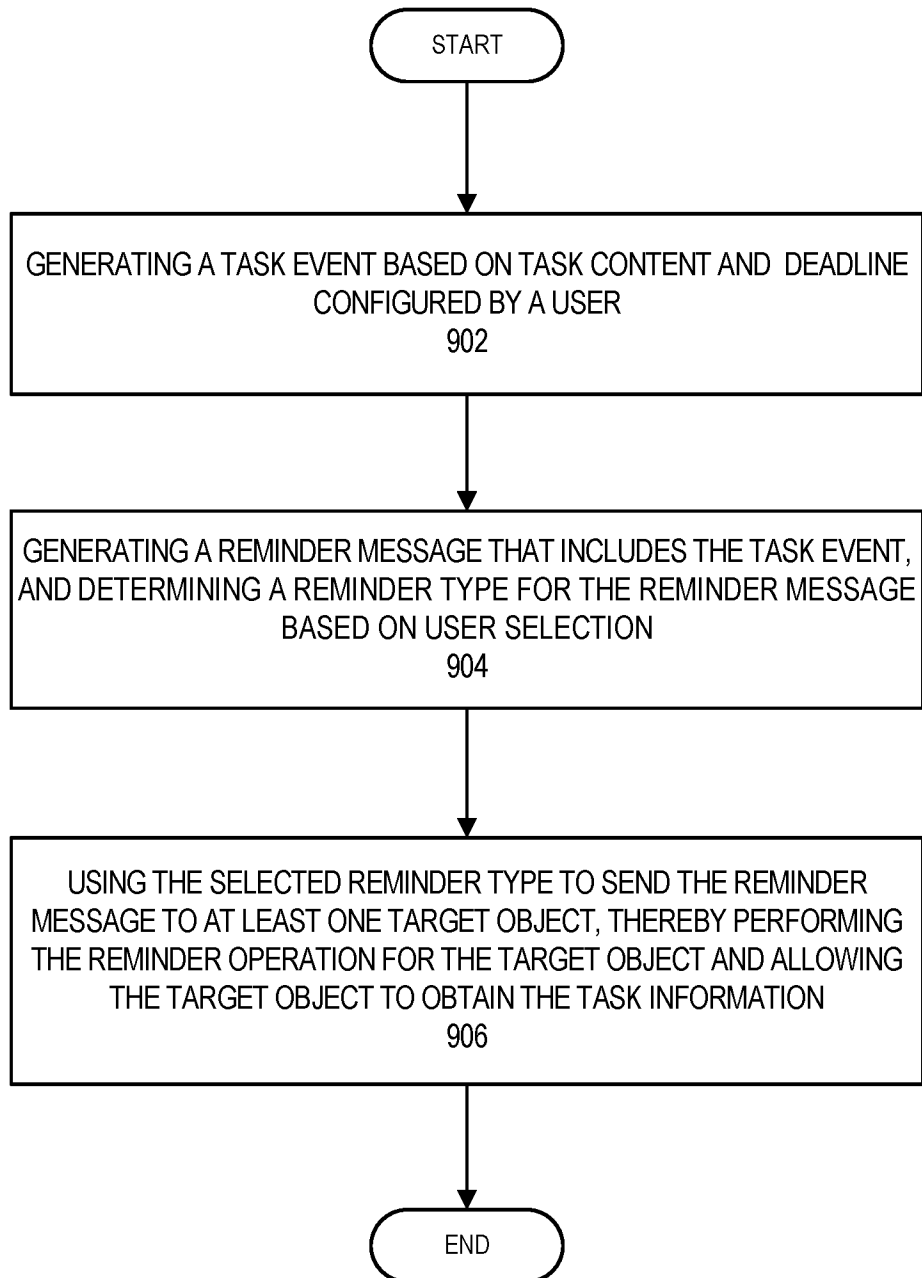 START
GENERATING A TASK EVENT BASED ON TASK CONTENT AND DEADLINE
CONFIGURED BY A USER
902
GENERATING A REMINDER MESSAGE THAT INCLUDES THE TASK EVENT,
AND DETERMINING A REMINDER TYPE FOR THE REMINDER MESSAGE
BASED ON USER SELECTION
904
USING THE SELECTED REMINDER TYPE TO SEND THE REMINDER
MESSAGE TO AT LEAST ONE TARGET OBJECT, THEREBY PERFORMING
THE REMINDER OPERATION FOR THE TARGET OBJECT AND ALLOWING
THE TARGET OBJECT TO OBTAIN THE TASK INFORMATION
906
END